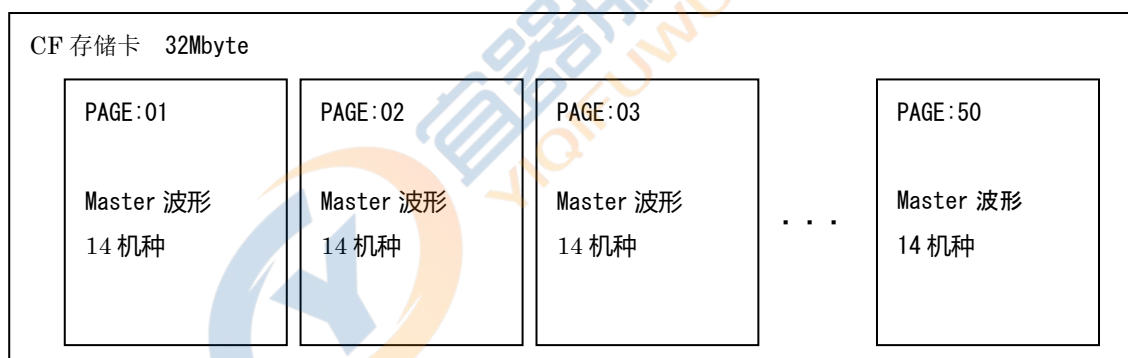 CF 存储卡 32Mbyte
PAGE:01
Master 波形
14 机种
PAGE:02
Master 波形
14 机种
PAGE:03
Master 波形
14 机种
. . .
PAGE:50
Master 波形
14 机种
YIQIFUWU